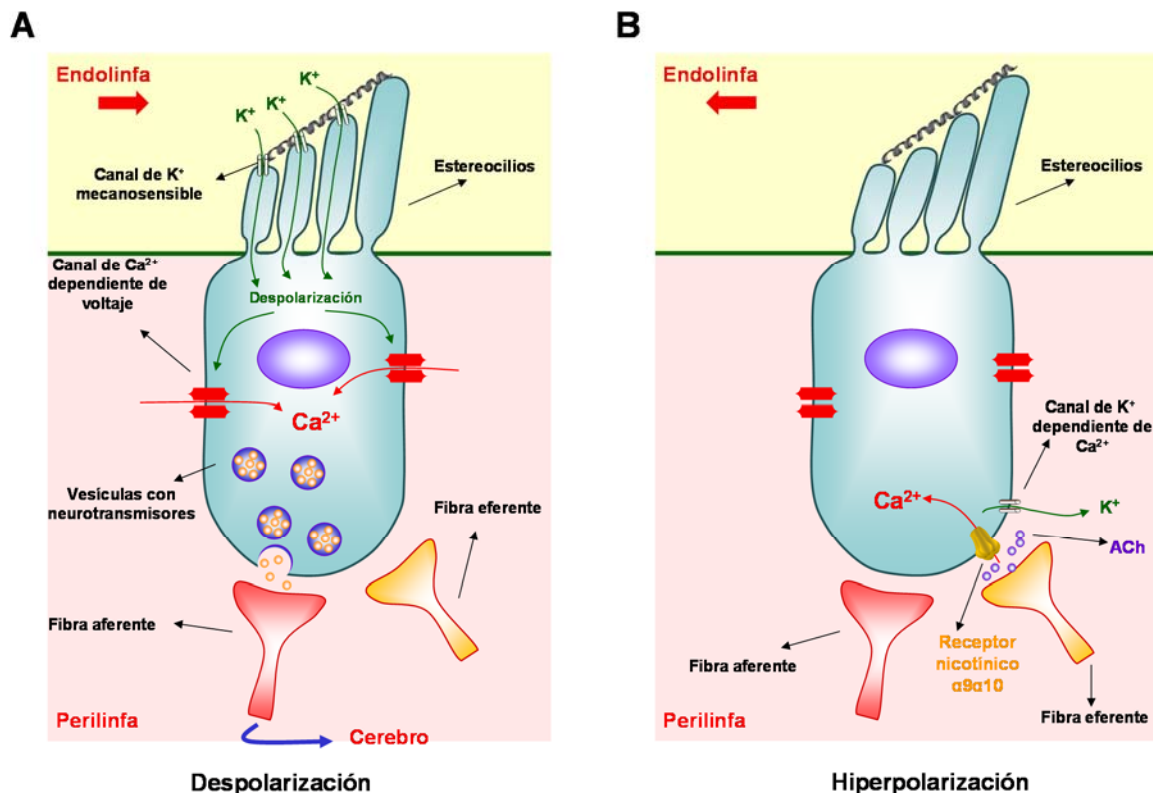 A
Endolinfa
K⁺
K⁺
K⁺
Canal de K⁺
mecanosensible
Estereocilios
Canal de Ca²⁺
dependiente de
voltaje
Despolarización
Ca²⁺
Vesículas con
neurotransmisores
Fibra eferente
Fibra aferente
Perilinfa
Cerebro
Despolarización
B
Endolinfa
Estereocilios
Canal de K⁺
dependiente de
Ca²⁺
Ca²⁺
K⁺
ACh
Receptor
nicotínico
α9α10
Fibra aferente
Fibra eferente
Perilinfa
Hiperpolarización